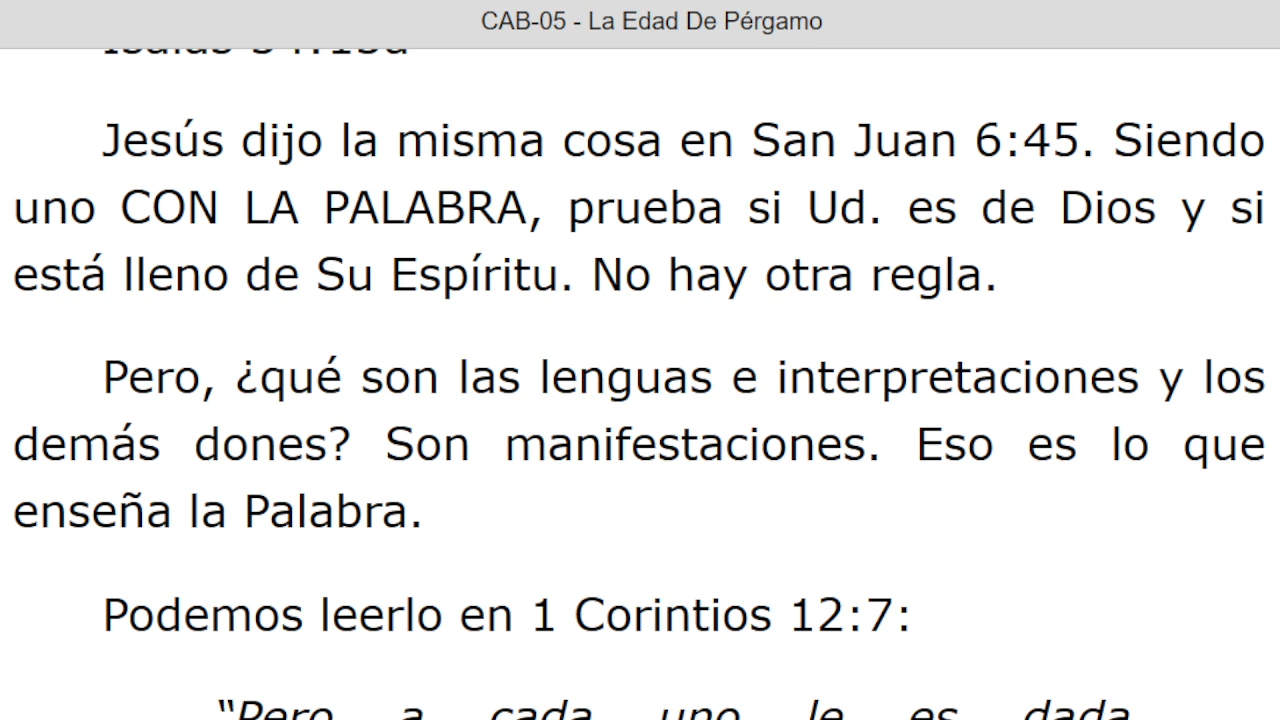 CAB-05 - La Edad De Pérgamo
Jesús dijo la misma cosa en San Juan 6:45. Siendo
uno CON LA PALABRA, prueba si Ud. es de Dios y si
está lleno de Su Espíritu. No hay otra regla.
Pero, ¿qué son las lenguas e interpretaciones y los
demás dones? Son manifestaciones. Eso es lo que
enseña la Palabra.
Podemos leerlo en 1 Corintios 12:7:
“Pero a cada uno le es dada